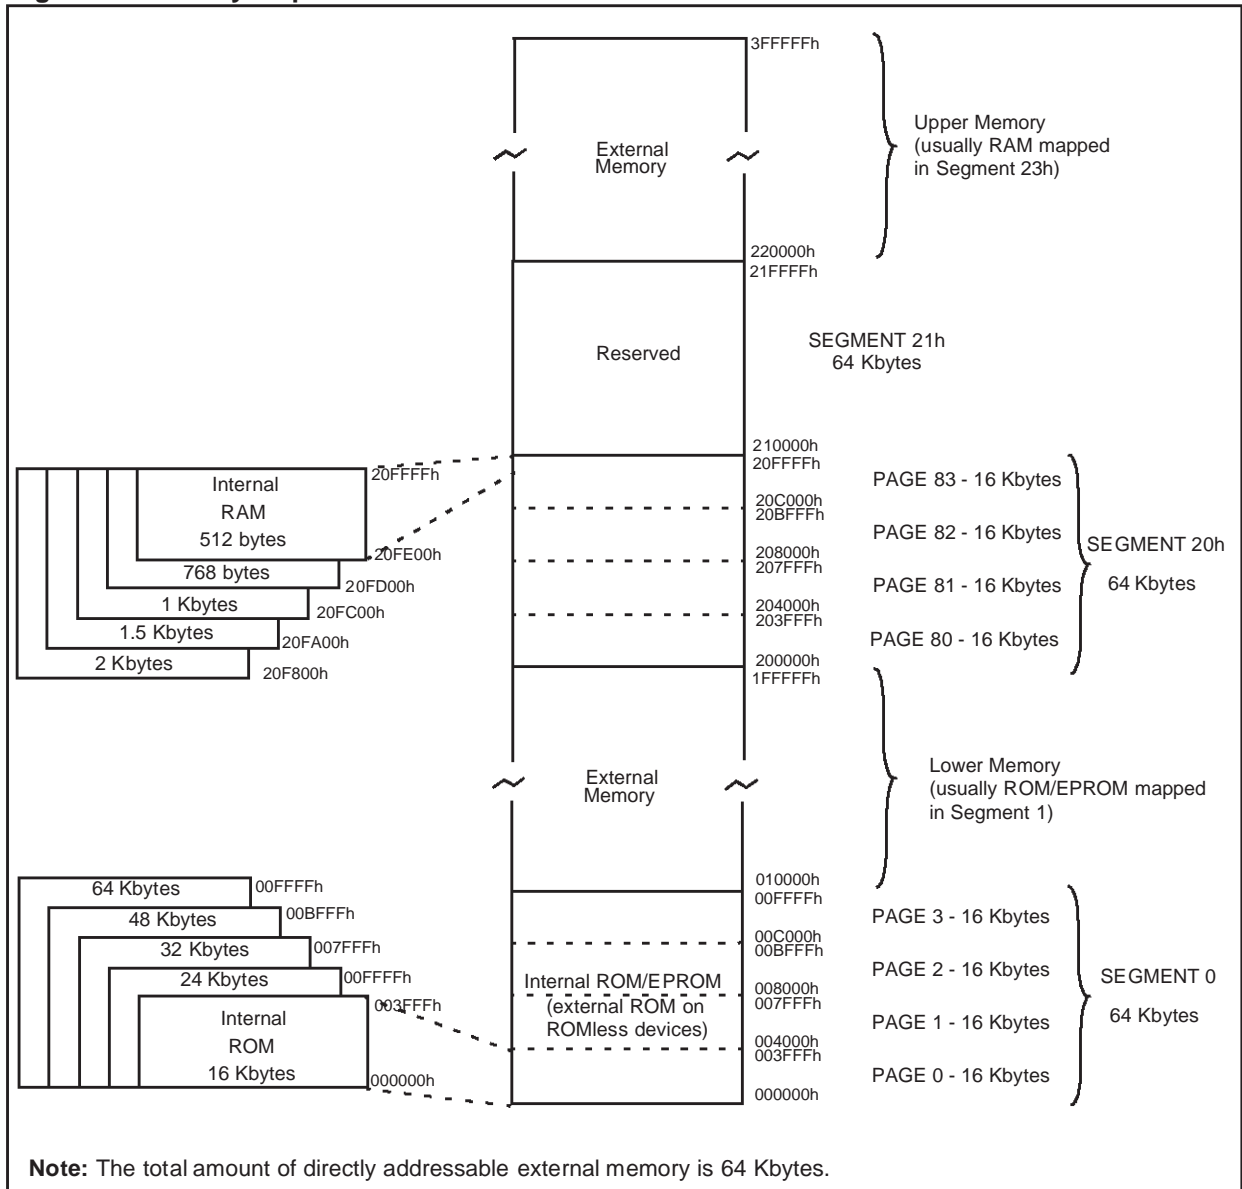 3FFFFFh
Upper Memory
(usually RAM mapped
in Segment 23h)
External
Memory
220000h
21FFFFh
SEGMENT 21h
64 Kbytes
Reserved
210000h
20FFFFh
PAGE 83 - 16 Kbytes
20C000h
20BFFFh
PAGE 82 - 16 Kbytes
208000h
207FFFh
PAGE 81 - 16 Kbytes
204000h
203FFFh
PAGE 80 - 16 Kbytes
200000h
1FFFFFh
SEGMENT 20h
64 Kbytes
20FFFFh
Internal
RAM
512 bytes
20FE00h
768 bytes
20FD00h
1 Kbytes
20FC00h
1.5 Kbytes
20FA00h
2 Kbytes
20F800h
External
Memory
Lower Memory
(usually ROM/EPROM mapped
in Segment 1)
010000h
00FFFFh
PAGE 3 - 16 Kbytes
00C000h
00BFFFh
PAGE 2 - 16 Kbytes
Internal ROM/EPROM
(external ROM on
ROMless devices)
008000h
007FFFh
PAGE 1 - 16 Kbytes
004000h
003FFFh
PAGE 0 - 16 Kbytes
000000h
SEGMENT 0
64 Kbytes
64 Kbytes
00FFFFh
48 Kbytes
00BFFFh
32 Kbytes
007FFFh
24 Kbytes
00FFFFh
003FFFh
Internal
ROM
16 Kbytes
000000h
Note: The total amount of directly addressable external memory is 64 Kbytes.